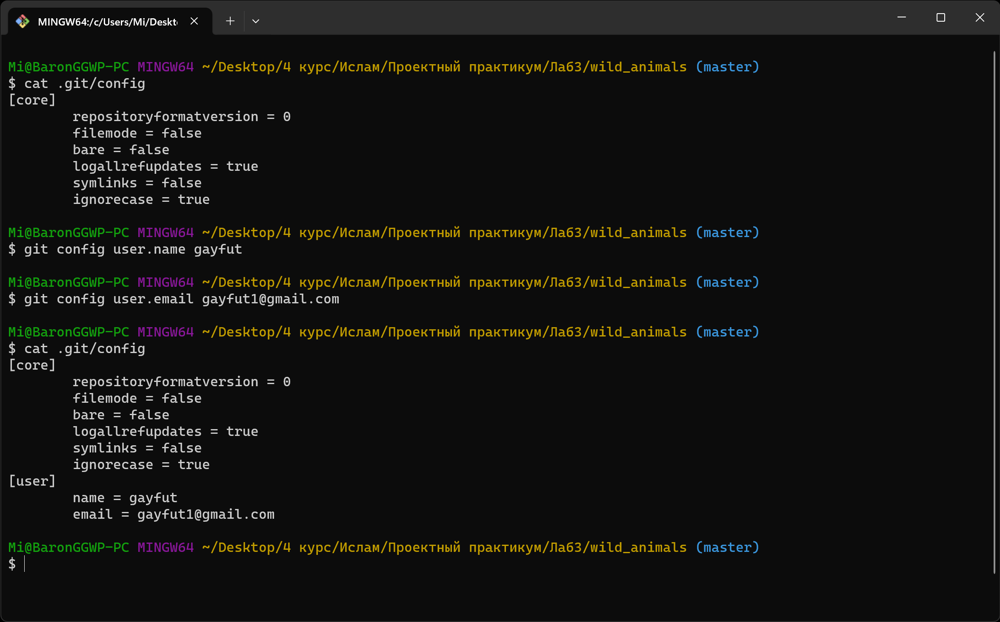 MINGW64:/c/Users/Mi/Deskt
Mi@BaronGGWP-PC MINGW64 ~/Desktop/4 курс/Ислам/Проектный практикум/Лаб3/wild_animals (master)
$ cat .git/config
[core]
repositoryformatversion = 0
filemode = false
bare = false
logallrefupdates = true
symlinks = false
ignorecase = true
Mi@BaronGGWP-PC MINGW64 ~/Desktop/4 курс/Ислам/Проектный практикум/Лаб3/wild_animals (master)
$ git config user.name gayfut
Mi@BaronGGWP-PC MINGW64 ~/Desktop/4 курс/Ислам/Проектный практикум/Лаб3/wild_animals (master)
$ git config user.email gayfut1@gmail.com
Mi@BaronGGWP-PC MINGW64 ~/Desktop/4 курс/Ислам/Проектный практикум/Лаб3/wild_animals (master)
$ cat .git/config
[core]
repositoryformatversion = 0
filemode = false
bare = false
logallrefupdates = true
symlinks = false
ignorecase = true
[user]
name = gayfut
email = gayfut1@gmail.com
Mi@BaronGGWP-PC MINGW64 ~/Desktop/4 курс/Ислам/Проектный практикум/Лаб3/wild_animals (master)
$